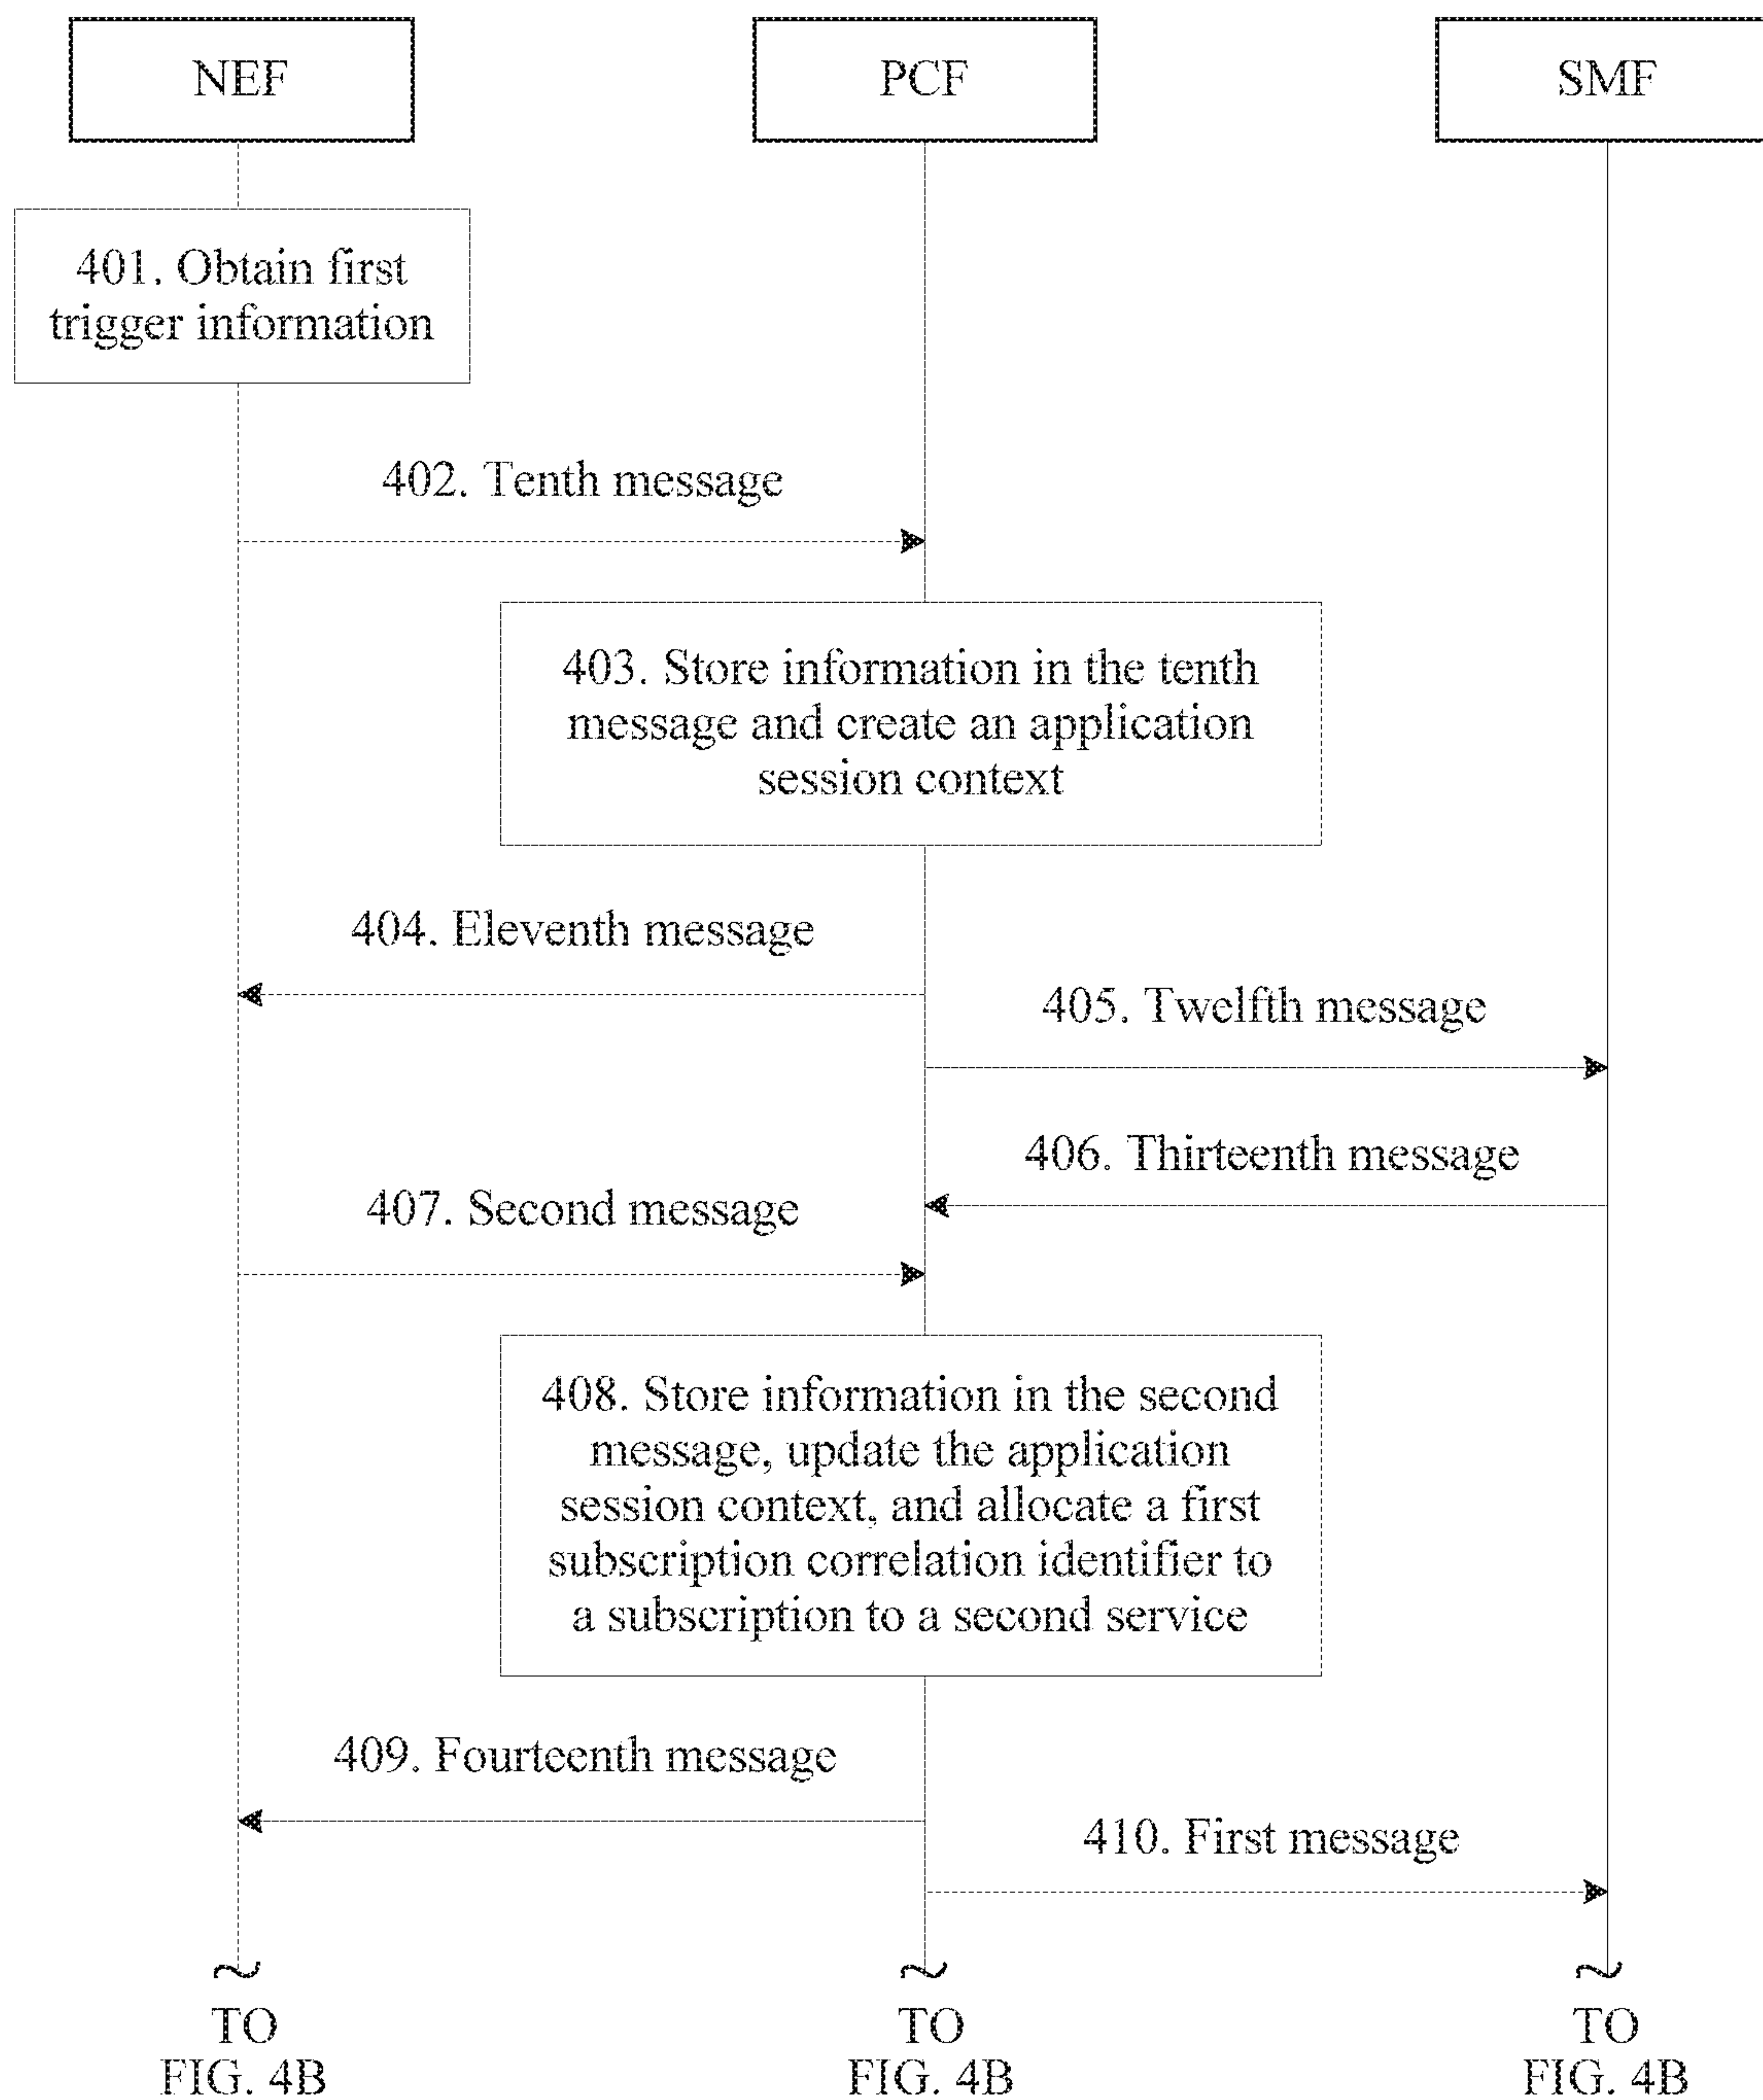 NEF
PCF
SMF
401. Obtain first
trigger information
402. Tenth message
403. Store information in the tenth
message and create an application
session context
404. Eleventh message
405. Twelfth message
406. Thirteenth message
407. Second message
408. Store information in the second
message, update the application
session context, and allocate a first
subscription correlation identifier to
a subscription to a second service
409. Fourteenth message
410. First message
TO
FIG. 4B
TO
FIG. 4B
TO
FIG. 4B